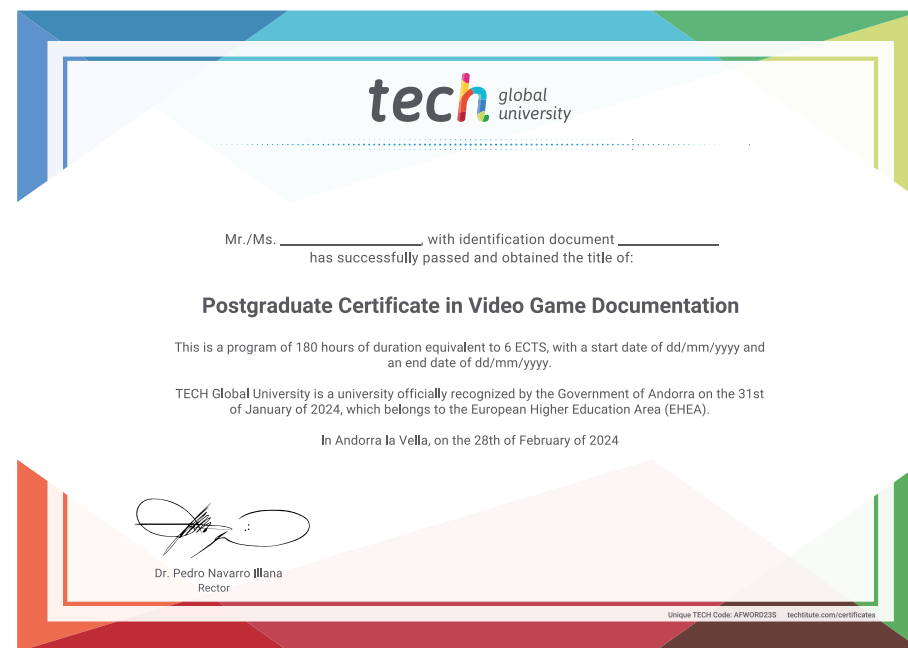 tech global university
Mr./Ms. ____________________, with identification document ______________
has successfully passed and obtained the title of:
Postgraduate Certificate in Video Game Documentation
This is a program of 180 hours of duration equivalent to 6 ECTS, with a start date of dd/mm/yyyy and
an end date of dd/mm/yyyy.
TECH Global University is a university officially recognized by the Government of Andorra on the 31st
of January of 2024, which belongs to the European Higher Education Area (EHEA).
In Andorra la Vella, on the 28th of February of 2024
Dr. Pedro Navarro Illana
Rector
Unique TECH Code: AFWORD23S techtitute.com/certificates